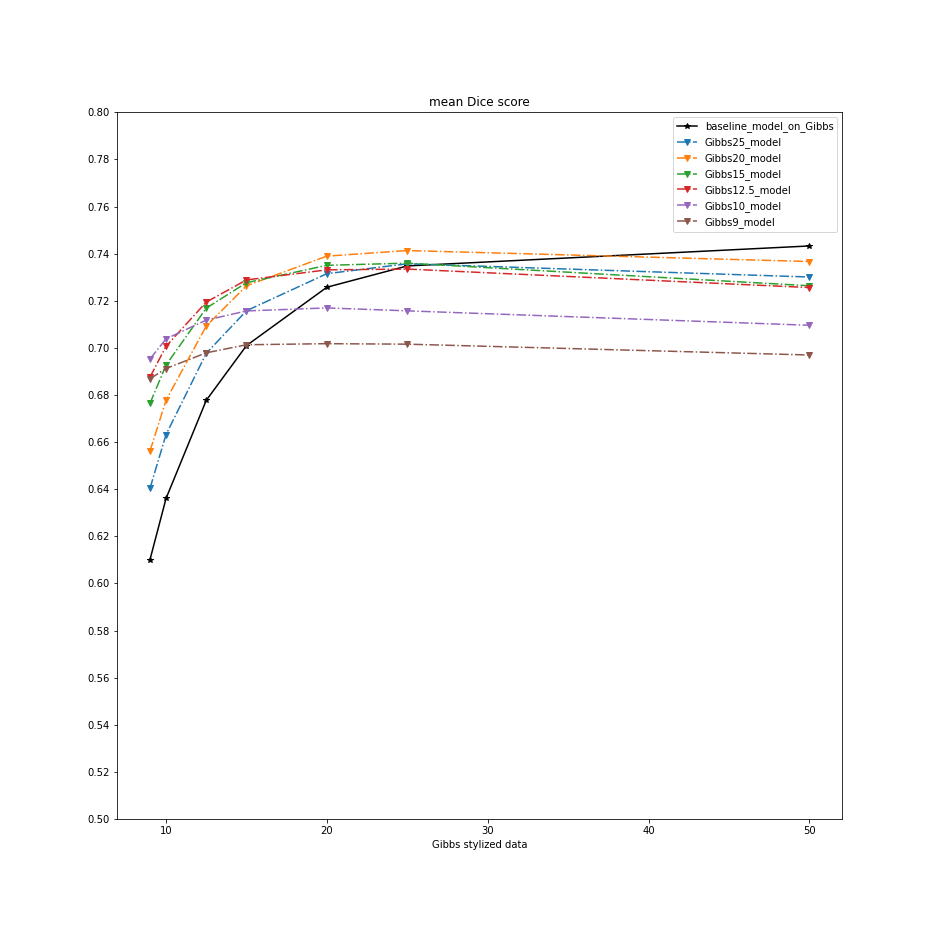 mean Dice score
baseline_model_on_Gibbs
Gibbs25_model
Gibbs20_model
Gibbs15_model
Gibbs12.5_model
Gibbs10_model
Gibbs9_model
0.80
0.78
0.76
0.74
0.72
0.70
0.68
0.66
0.64
0.62
0.60
0.58
0.56
0.54
0.52
0.50
10 20 30 40 50
Gibbs stylized data